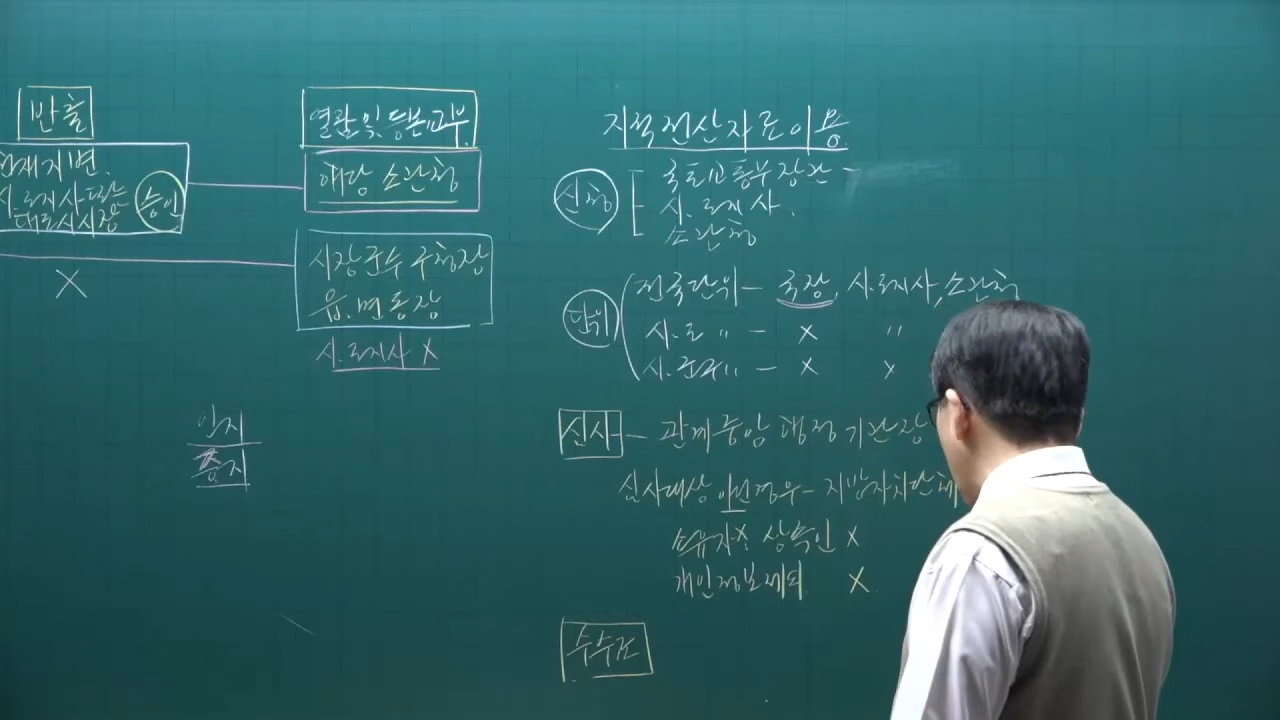 반출
천재지변.
시.도지사 또는
대도시시장
승인
X
열람 및 등본교부.
해당 소관청
시장 군수 구청장
읍.면 동장
시.도지사 X
인지
증지
지적전산자료이용
신청
국토교통부장관
시.도지사.
소관청
단위
전국단위 - 국장, 시.도지사, 소관청
시.도 〃 - X 〃
시.군구 〃 - X X
심사 - 관계중앙 행정기관장
심사대상 아닌경우 - 지방자치단체
소유자X. 상속인 X
개인정보제외. X
수수료